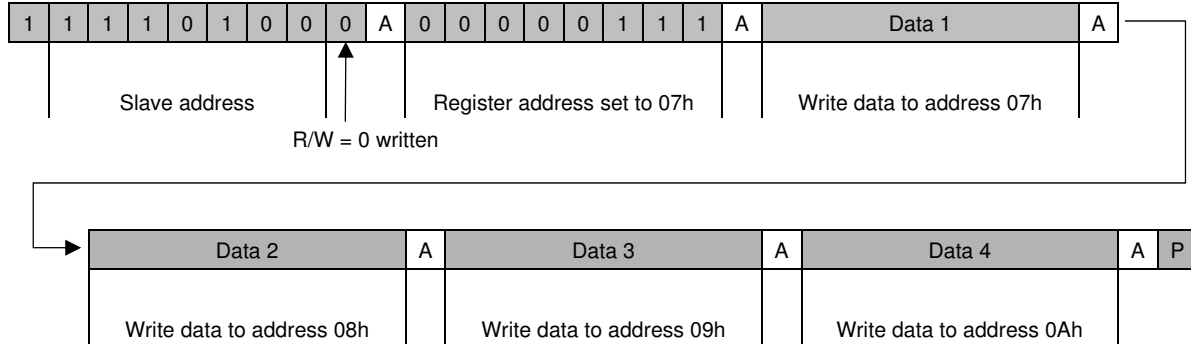 1 1 1 1 0 1 0 0 0 A 0 0 0 0 0 1 1 1 A Data 1 A
Slave address Register address set to 07h Write data to address 07h
R/W = 0 written
Data 2 A Data 3 A Data 4 A P
Write data to address 08h Write data to address 09h Write data to address 0Ah